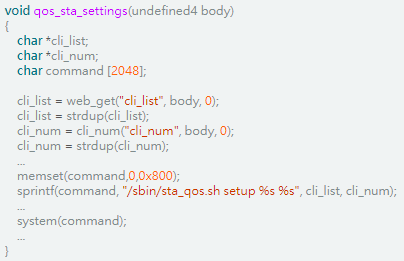 void qos_sta_settings(undefined4 body)
{
char *cli_list;
char *cli_num;
char command [2048];
cli_list = web_get("cli_list", body, 0);
cli_list = strdup(cli_list);
cli_num = cli_num("cli_num", body, 0);
cli_num = strdup(cli_num);
...
memset(command,0,0x800);
sprintf(command, "/sbin/sta_qos.sh setup %s %s", cli_list, cli_num);
...
system(command);
...
}